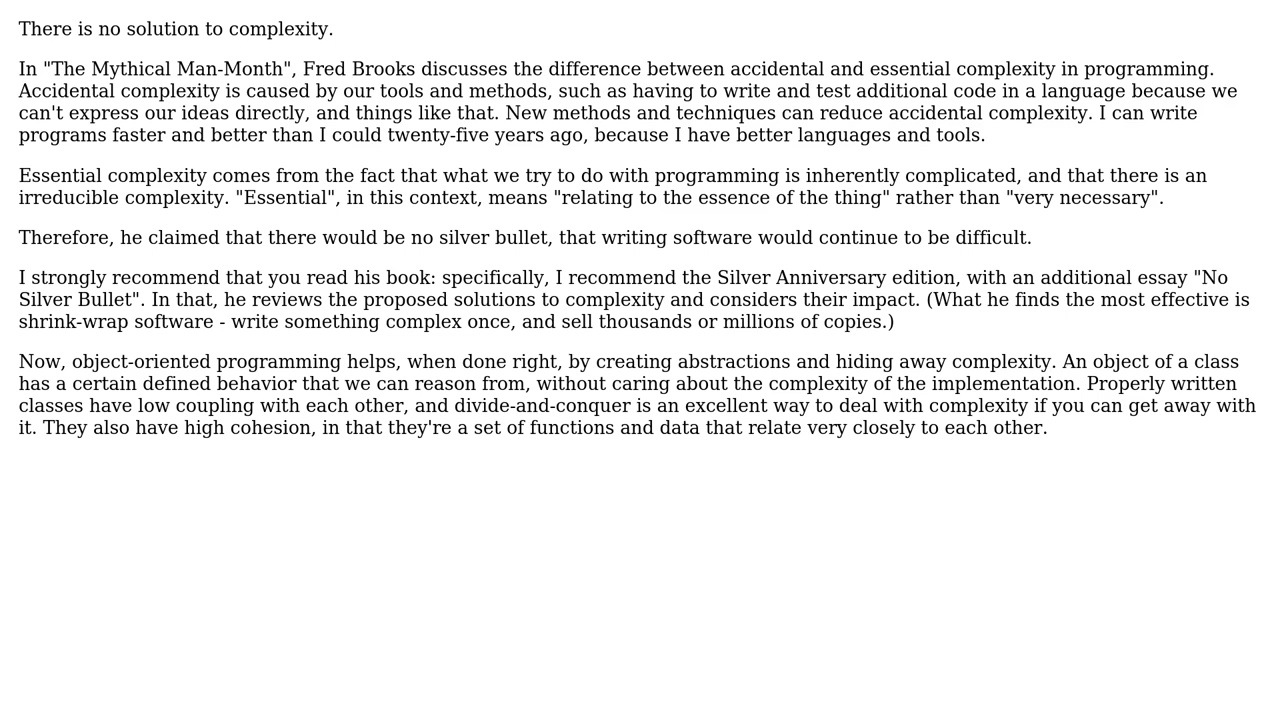 There is no solution to complexity.
In "The Mythical Man-Month", Fred Brooks discusses the difference between accidental and essential complexity in programming.
Accidental complexity is caused by our tools and methods, such as having to write and test additional code in a language because we
can't express our ideas directly, and things like that. New methods and techniques can reduce accidental complexity. I can write
programs faster and better than I could twenty-five years ago, because I have better languages and tools.
Essential complexity comes from the fact that what we try to do with programming is inherently complicated, and that there is an
irreducible complexity. "Essential", in this context, means "relating to the essence of the thing" rather than "very necessary".
Therefore, he claimed that there would be no silver bullet, that writing software would continue to be difficult.
I strongly recommend that you read his book: specifically, I recommend the Silver Anniversary edition, with an additional essay "No
Silver Bullet". In that, he reviews the proposed solutions to complexity and considers their impact. (What he finds the most effective is
shrink-wrap software - write something complex once, and sell thousands or millions of copies.)
Now, object-oriented programming helps, when done right, by creating abstractions and hiding away complexity. An object of a class
has a certain defined behavior that we can reason from, without caring about the complexity of the implementation. Properly written
classes have low coupling with each other, and divide-and-conquer is an excellent way to deal with complexity if you can get away with
it. They also have high cohesion, in that they're a set of functions and data that relate very closely to each other.